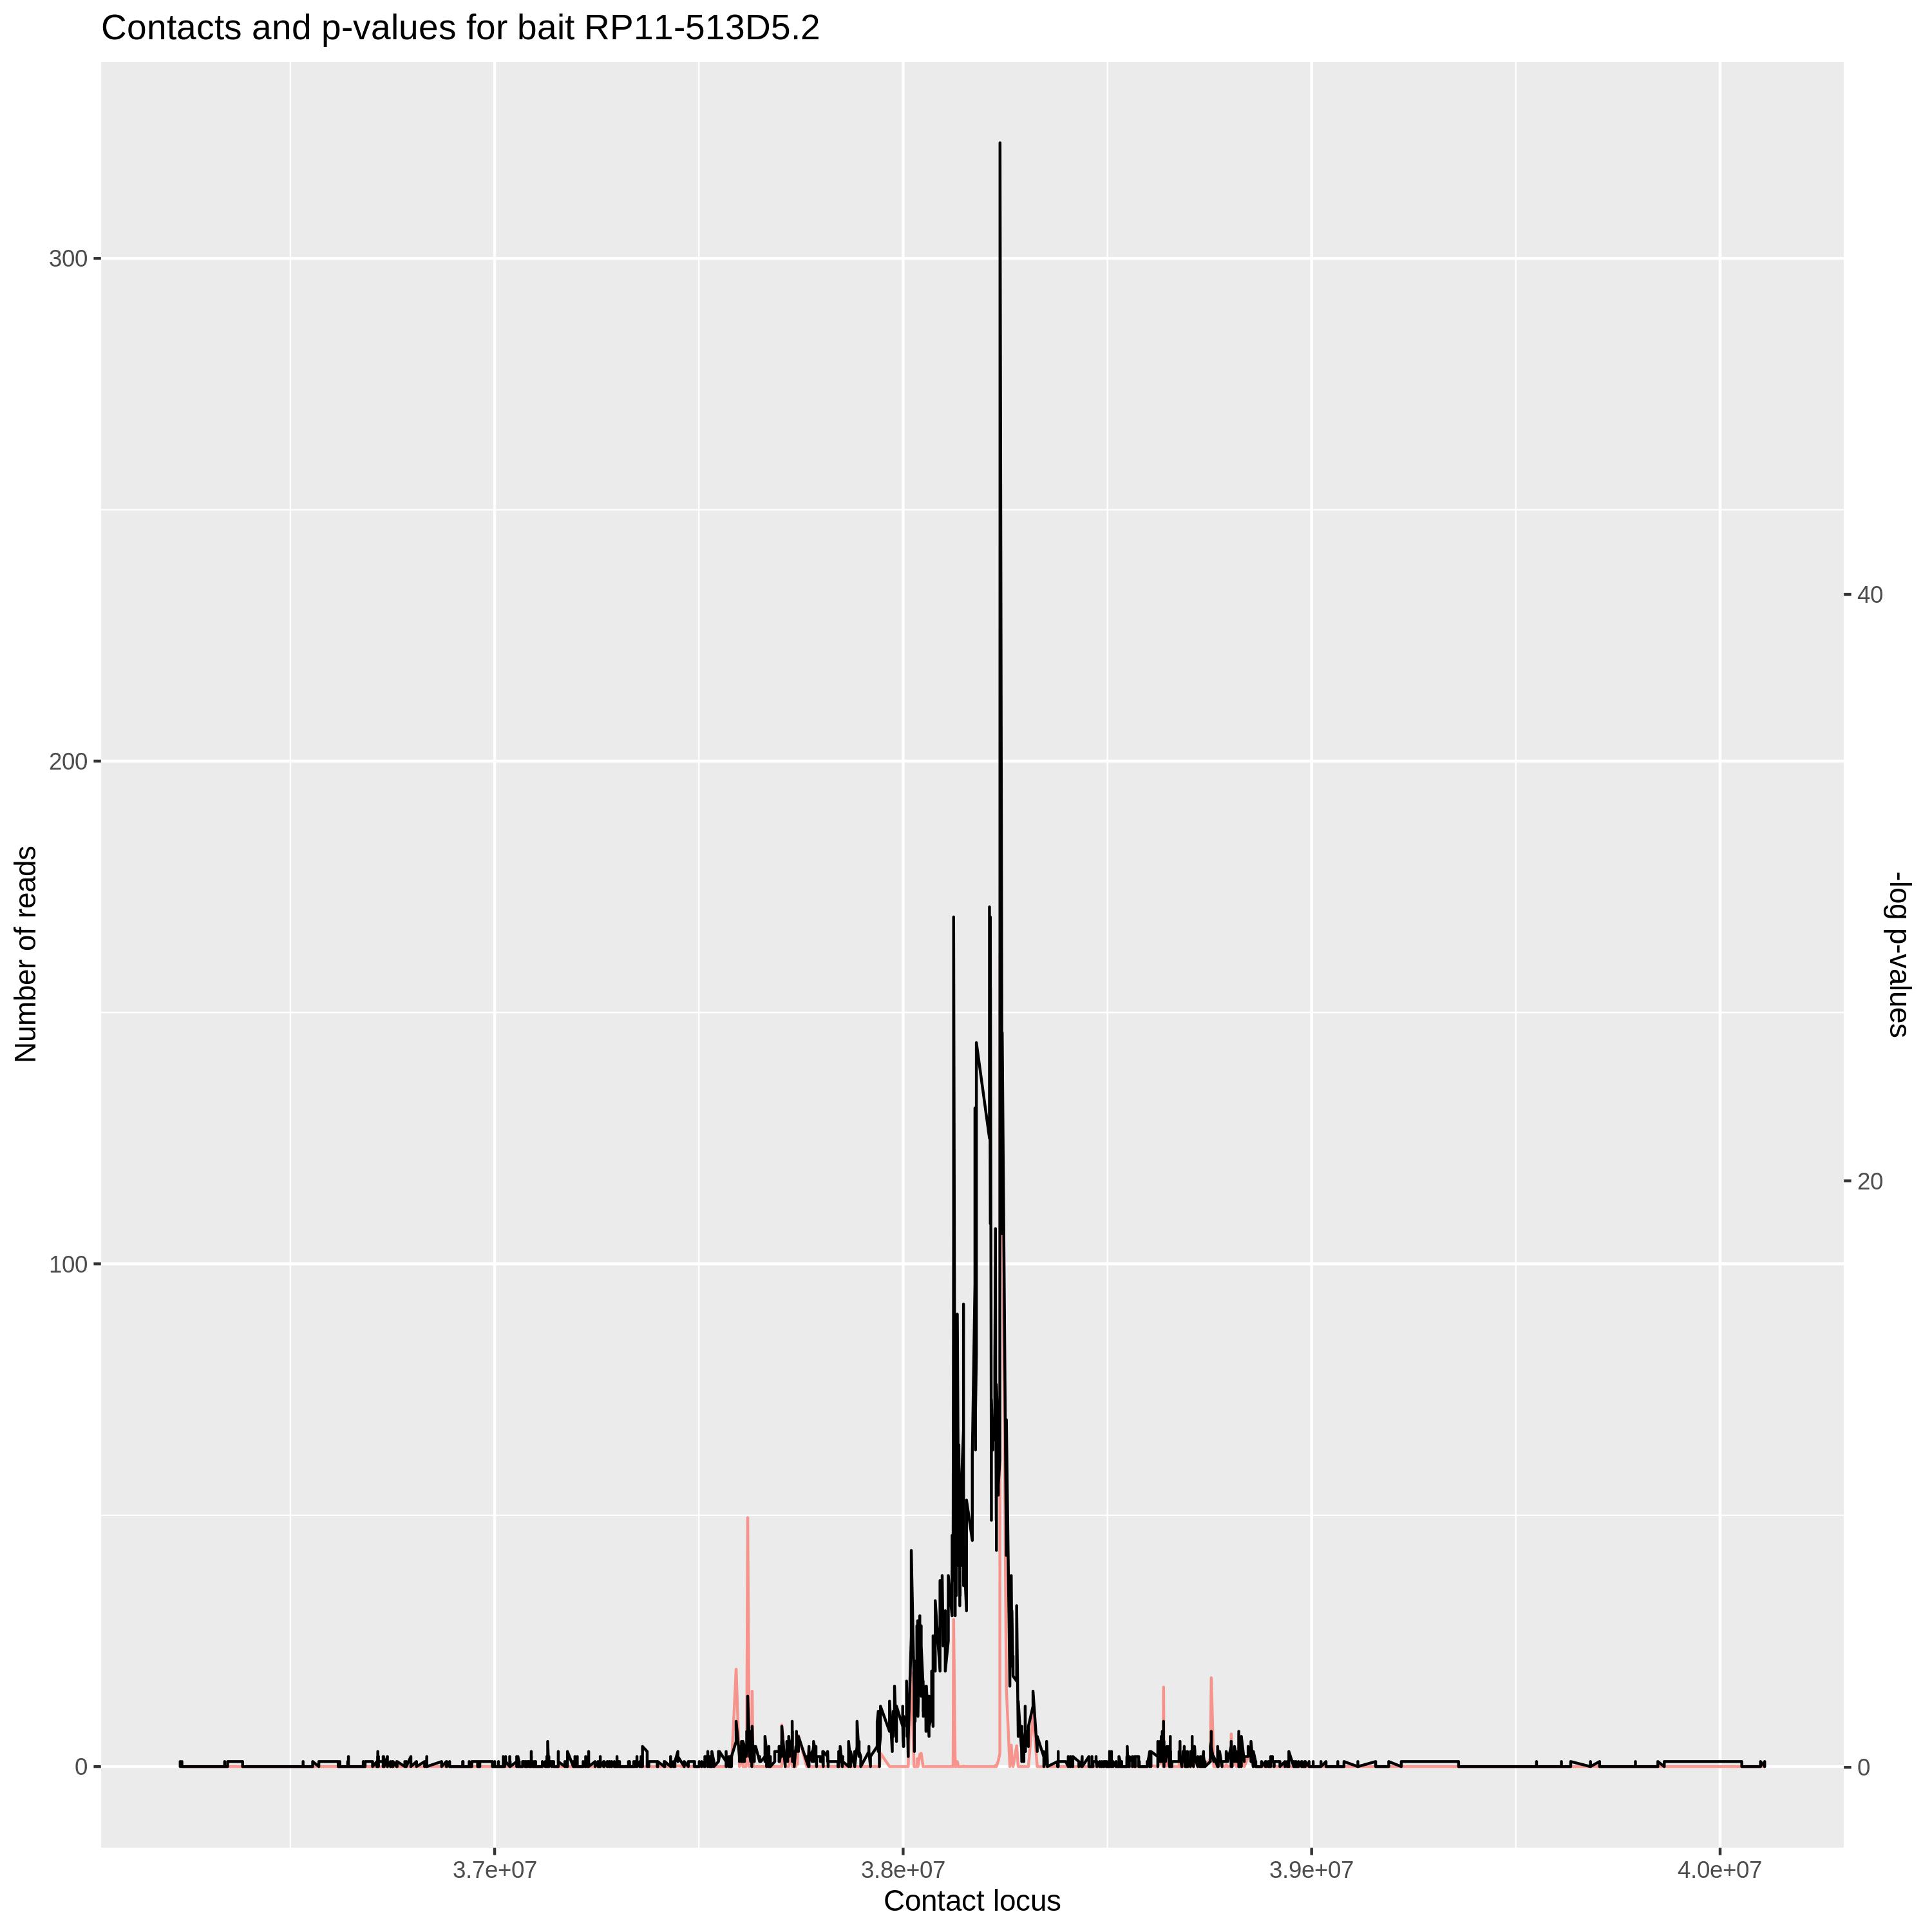 Contacts and p-values for bait RP11-513D5.2
300
200
100
0
Number of reads
40
20
0
-log p-values
3.7e+07
3.8e+07
3.9e+07
4.0e+07
Contact locus